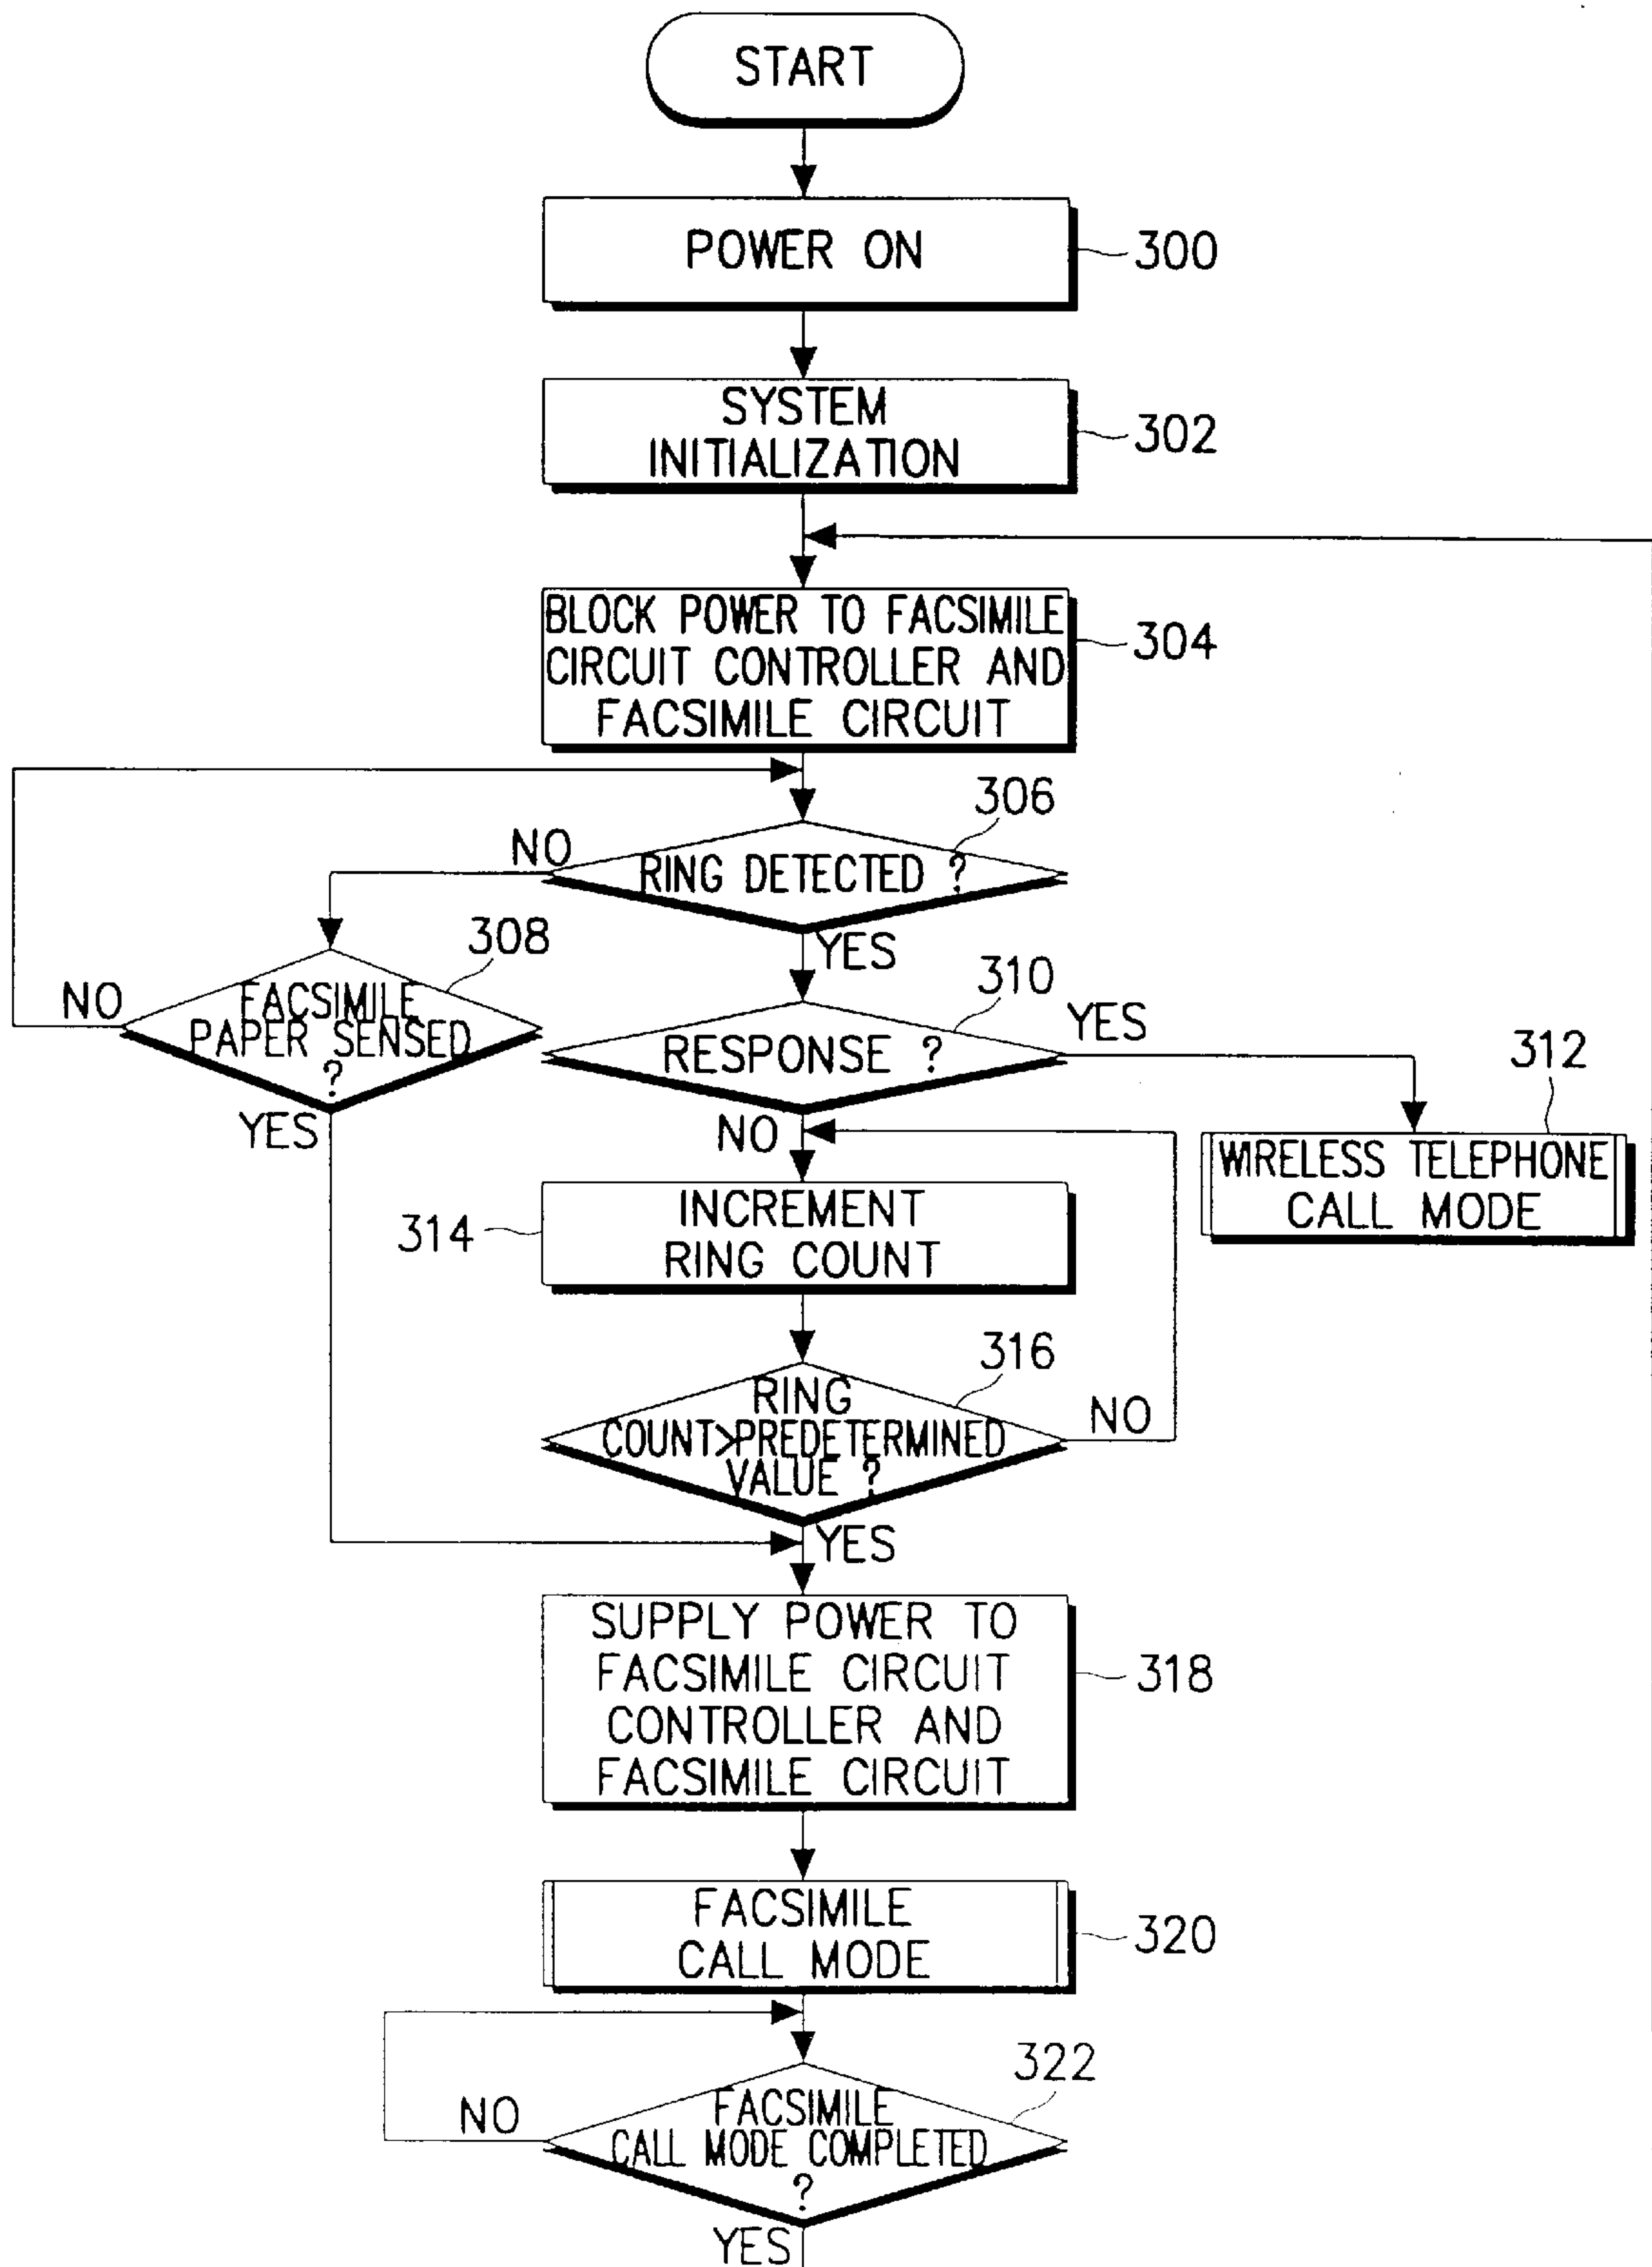 START
POWER ON
300
SYSTEM
INITIALIZATION
302
BLOCK POWER TO FACSIMILE
CIRCUIT CONTROLLER AND
FACSIMILE CIRCUIT
304
306
NO
RING DETECTED ?
YES
308
NO
FACSIMILE
PAPER SENSED
?
YES
310
YES
RESPONSE ?
NO
312
WIRELESS TELEPHONE
CALL MODE
314
INCREMENT
RING COUNT
316
RING
COUNT>PREDETERMINED
VALUE ?
NO
YES
SUPPLY POWER TO
FACSIMILE CIRCUIT
CONTROLLER AND
FACSIMILE CIRCUIT
318
FACSIMILE
CALL MODE
320
322
NO
FACSIMILE
CALL MODE COMPLETED
?
YES